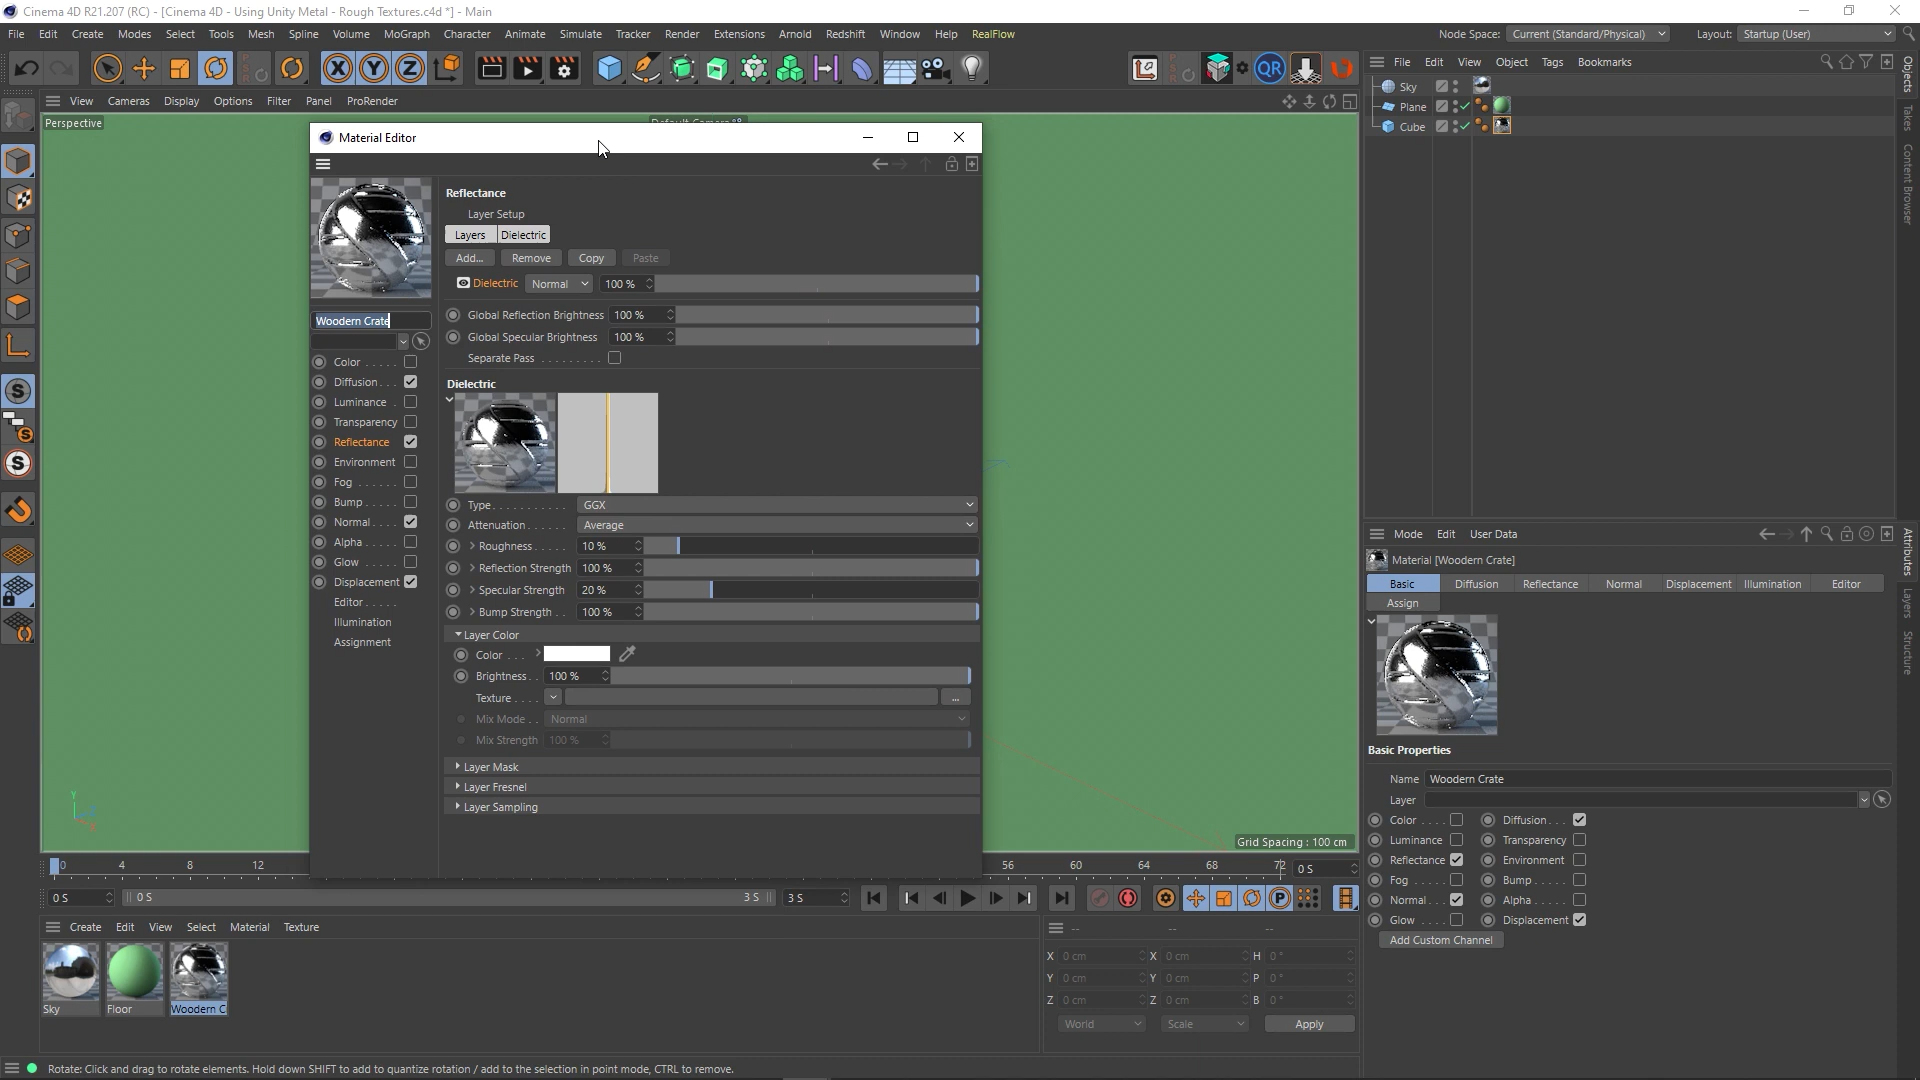 Cinema 4D R21.207 (RC) - [Cinema 4D - Using Unity Metal - Rough Textures.c4d *] - Main
File Edit Create Modes Select Tools Mesh Spline Volume MoGraph Character Animate Simulate Tracker Render Extensions Arnold Redshift Window Help RealFlow
Node Space: Current (Standard/Physical) Layout: Startup (User)
X Y Z
QR
File Edit View Object Tags Bookmarks
View Cameras Display Options Filter Panel ProRender
Perspective
Sky
Plane
Cube
Objects
Takes
Content Browser
Material Editor
Reflectance
Layer Setup
Layers Dielectric
Add... Remove Copy Paste
Dielectric Normal 100 %
Global Reflection Brightness 100 %
Global Specular Brightness 100 %
Separate Pass
Woodern Crate
Color
Diffusion
Luminance
Transparency
Reflectance
Environment
Fog
Bump
Normal
Alpha
Glow
Displacement
Editor
Illumination
Assignment
Dielectric
Type GGX
Attenuation Average
Roughness 10 %
Reflection Strength 100 %
Specular Strength 20 %
Bump Strength 100 %
Layer Color
Color
Brightness 100 %
Texture ...
Mix Mode Normal
Mix Strength 100 %
Layer Mask
Layer Fresnel
Layer Sampling
Grid Spacing : 100 cm
Mode Edit User Data
Material [Woodern Crate]
Basic Diffusion Reflectance Normal Displacement Illumination Editor
Assign
Basic Properties
Name Woodern Crate
Layer
Color Diffusion
Luminance Transparency
Reflectance Environment
Fog Bump
Normal Alpha
Glow Displacement
Add Custom Channel
Attributes
Layers
Structure
0 4 8 12 56 60 64 68 72 0 S
0 S 0 S 3 S 3 S
Create Edit View Select Material Texture
Sky Floor Woodern C
-- -- --
X 0 cm X 0 cm H 0 °
Y 0 cm Y 0 cm P 0 °
Z 0 cm Z 0 cm B 0 °
World Scale Apply
Rotate: Click and drag to rotate elements. Hold down SHIFT to add to quantize rotation / add to the selection in point mode, CTRL to remove.